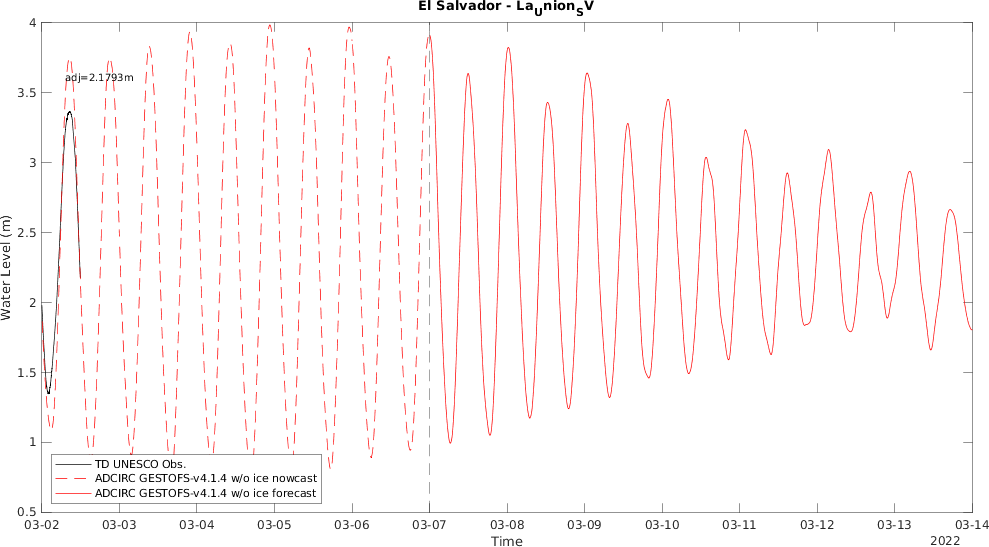 El Salvador - LaUnionSV
4
adj=2.1793m
3.5
3
2.5
2
1.5
1
0.5
Water Level (m)
TD UNESCO Obs.
ADCIRC GESTOFS-v4.1.4 w/o ice nowcast
ADCIRC GESTOFS-v4.1.4 w/o ice forecast
03-02 03-03 03-04 03-05 03-06 03-07 03-08 03-09 03-10 03-11 03-12 03-13 03-14
Time
2022